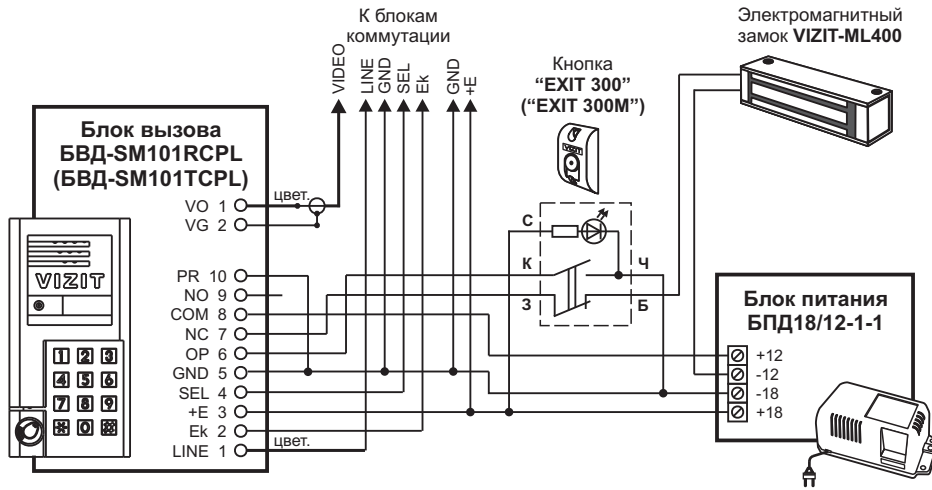 К блокам
коммутации
VIDEO
LINE
GND
SEL
Ek
GND
+E
Электромагнитный
замок VIZIT-ML400
Кнопка
“EXIT 300”
(“EXIT 300M”)
VIZIT
Блок вызова
БВД-SM101RCPL
(БВД-SM101TCPL)
VIZIT
1 2 3
4 5 6
7 8 9
* 0 #
VO 1
VG 2
цвет.
PR 10
NO 9
COM 8
NC 7
OP 6
GND 5
SEL 4
+E 3
Ek 2
LINE 1
цвет.
С
К
Ч
З
Б
Блок питания
БПД18/12-1-1
+12
-12
-18
+18